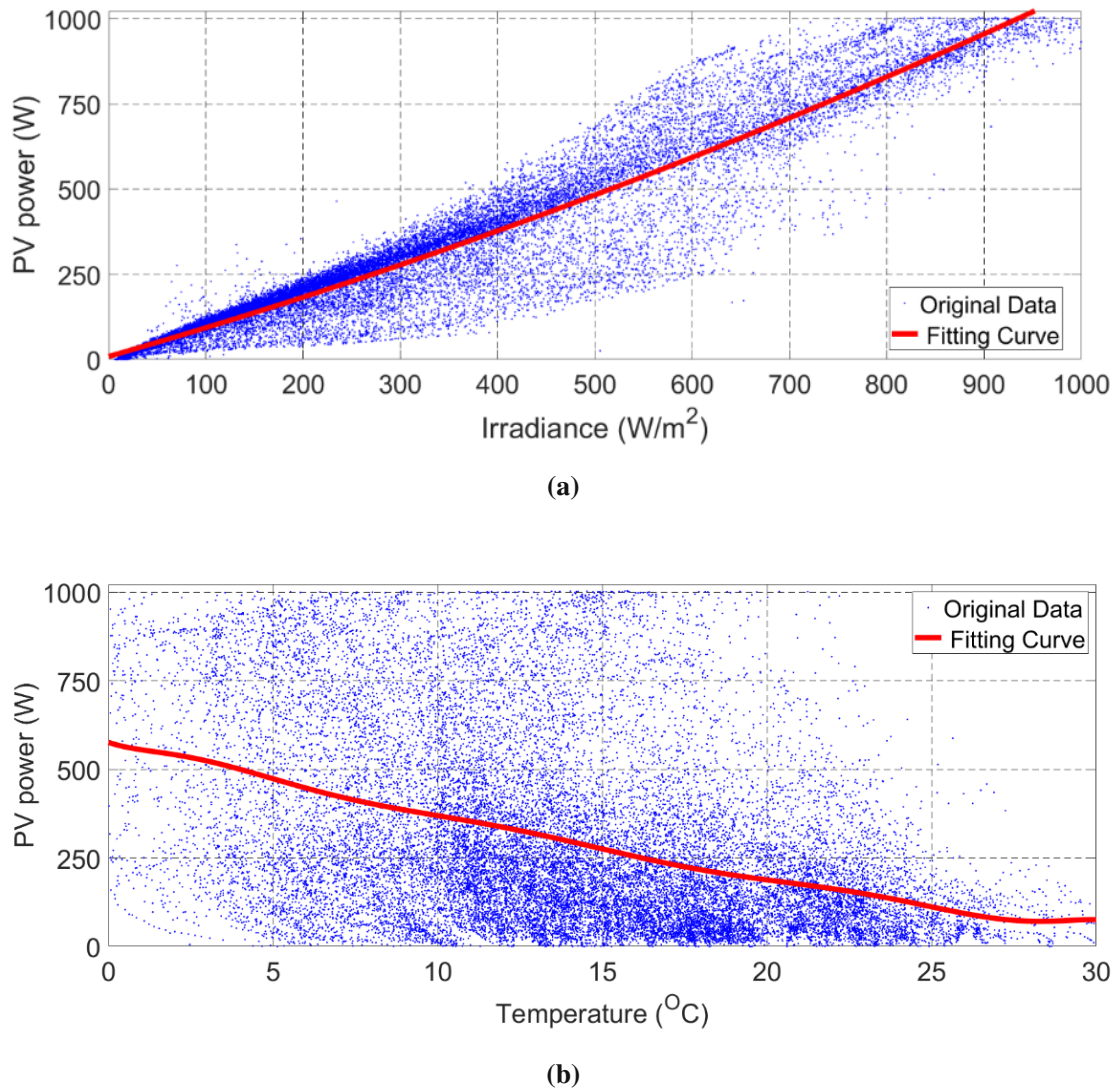 1000
750
500
250
0
PV power (W)
Original Data
Fitting Curve
0 100 200 300 400 500 600 700 800 900 1000
Irradiance (W/m²)
(a)
1000
750
500
250
0
PV power (W)
Original Data
Fitting Curve
0 5 10 15 20 25 30
Temperature (ᴼC)
(b)